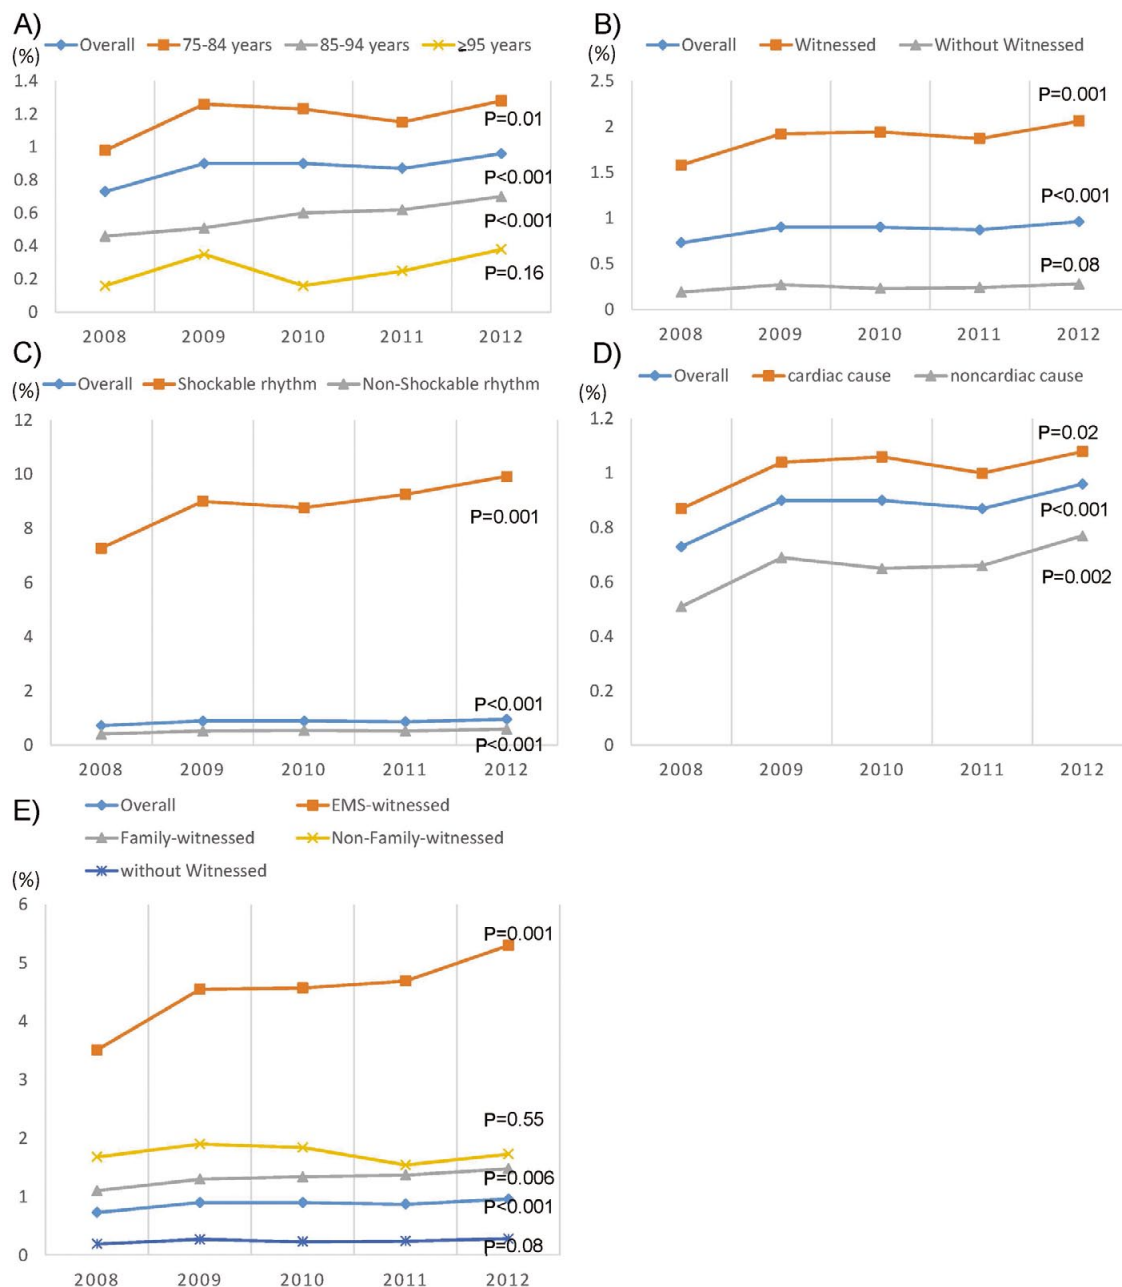 A)
Overall 75-84 years 85-94 years ≥95 years
(%)
1.4
1.2
1
0.8
0.6
0.4
0.2
0
P=0.01
P<0.001
P<0.001
P=0.16
2008 2009 2010 2011 2012
B)
Overall Witnessed Without Witnessed
(%)
2.5
2
1.5
1
0.5
0
P=0.001
P<0.001
P=0.08
2008 2009 2010 2011 2012
C)
Overall Shockable rhythm Non-Shockable rhythm
(%)
12
10
8
6
4
2
0
P=0.001
P<0.001
P<0.001
2008 2009 2010 2011 2012
D)
Overall cardiac cause noncardiac cause
(%)
1.2
1
0.8
0.6
0.4
0.2
0
P=0.02
P<0.001
P=0.002
2008 2009 2010 2011 2012
E)
Overall EMS-witnessed
Family-witnessed Non-Family-witnessed
without Witnessed
(%)
6
5
4
3
2
1
0
P=0.001
P=0.55
P=0.006
P<0.001
P=0.08
2008 2009 2010 2011 2012